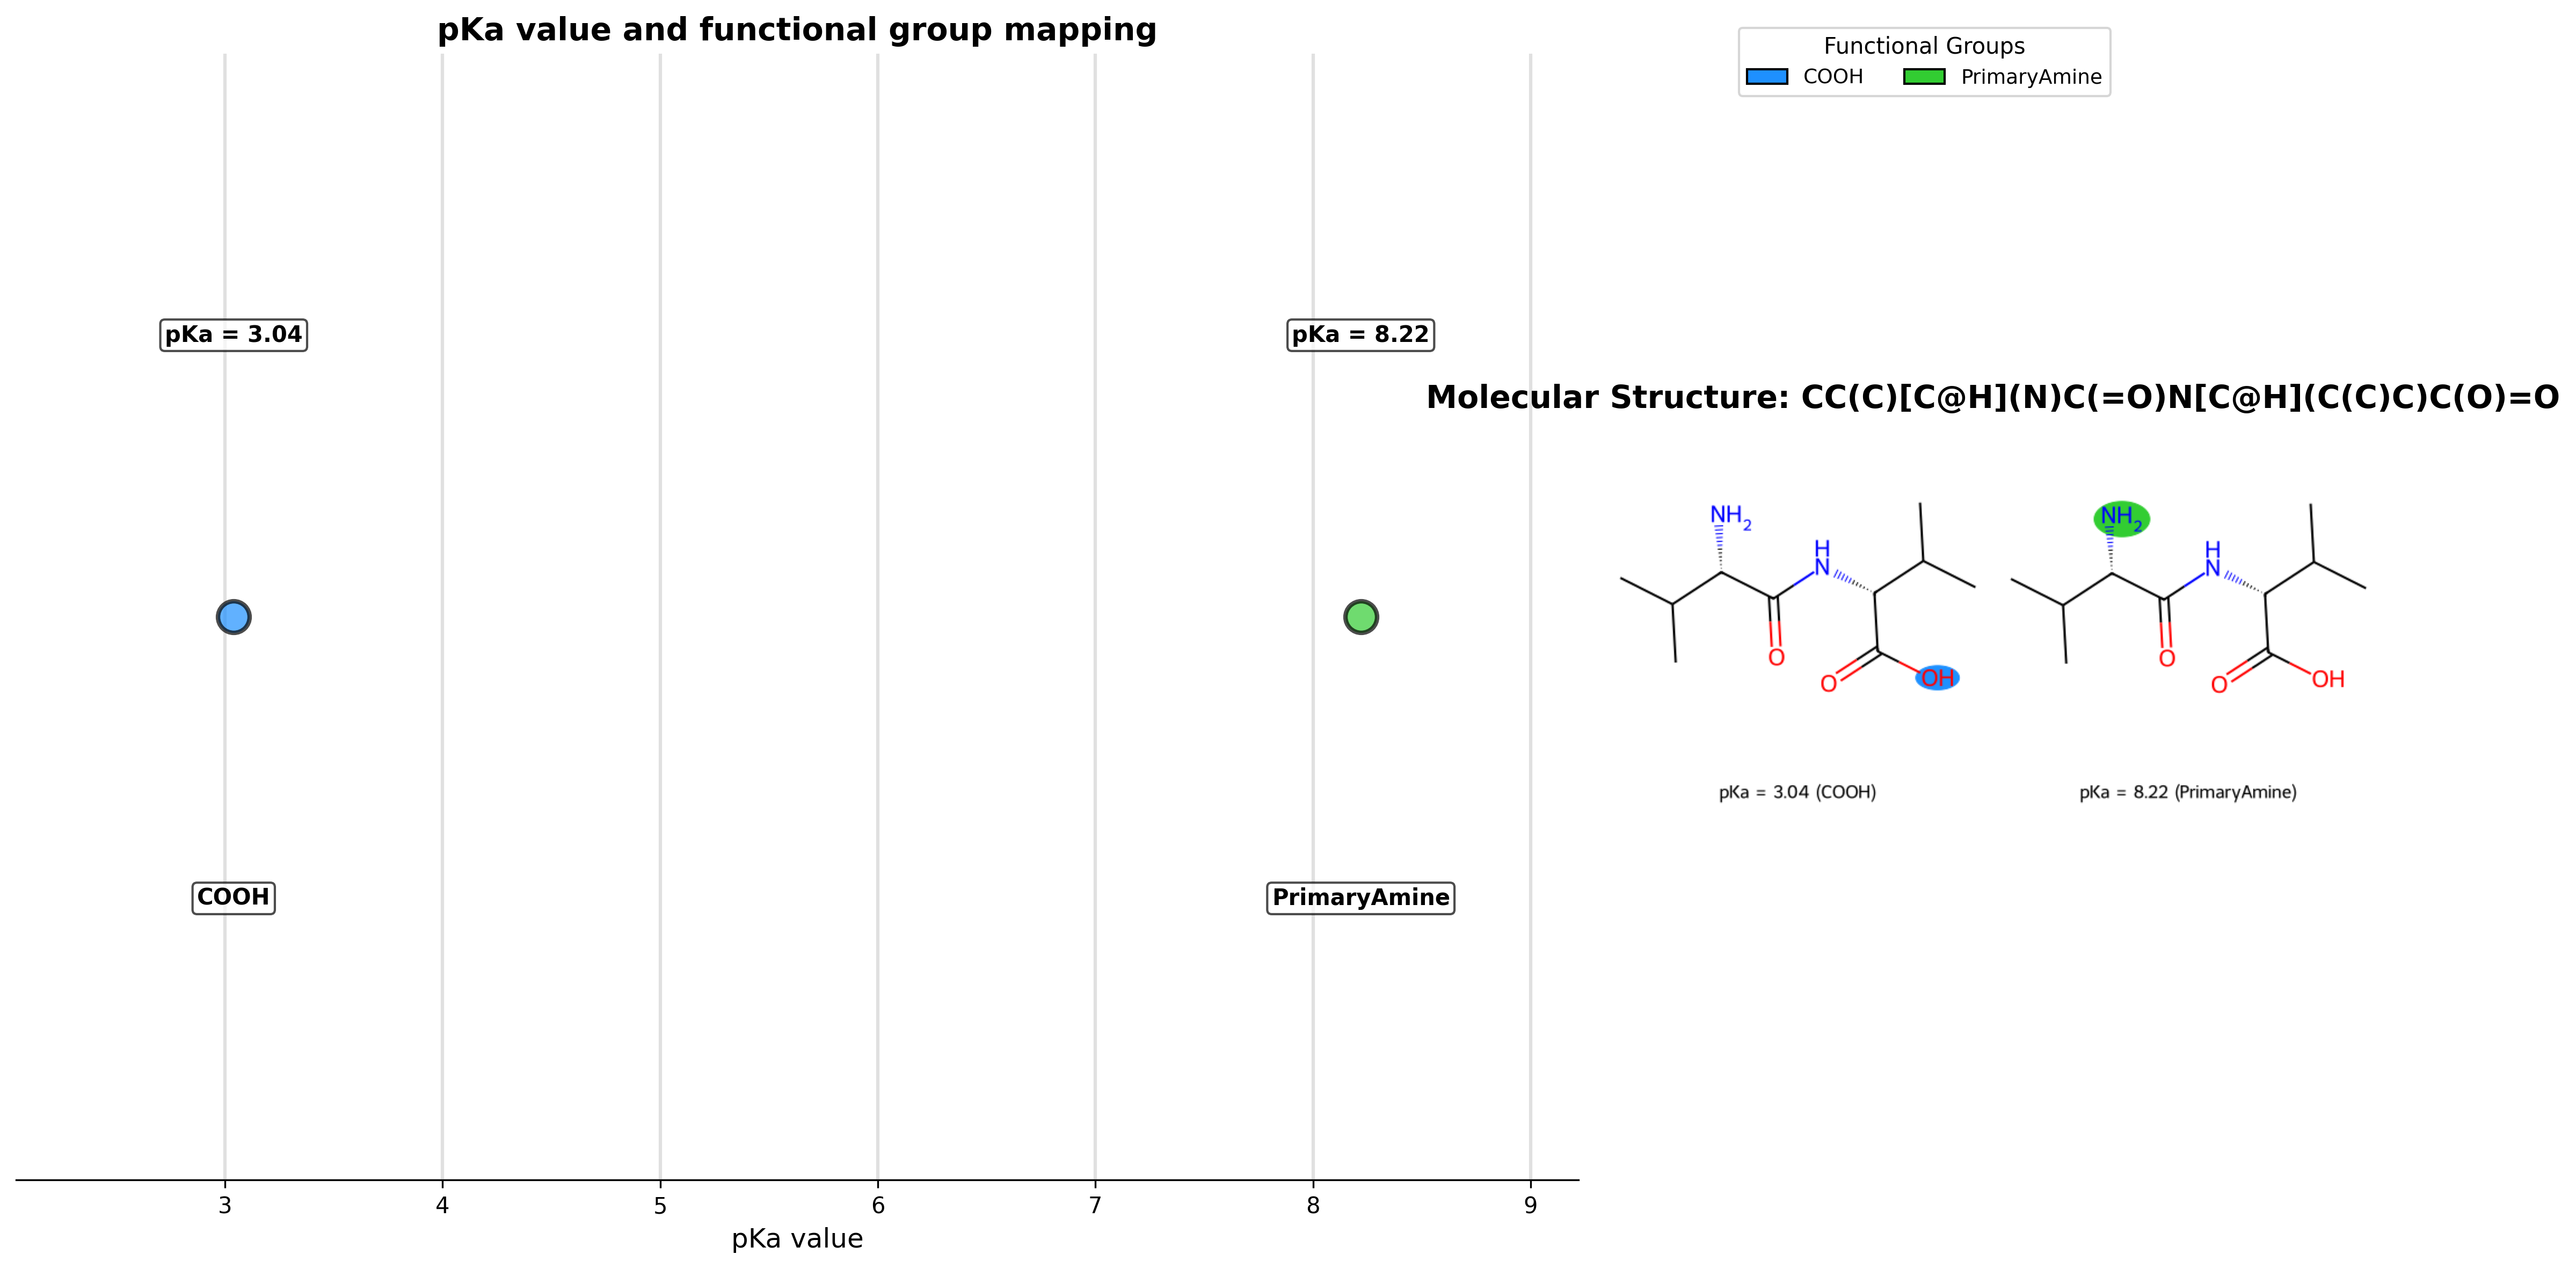 pKa value and functional group mapping
Functional Groups
COOH PrimaryAmine
pKa = 3.04
pKa = 8.22
Molecular Structure: CC(C)[C@H](N)C(=O)N[C@H](C(C)C)C(O)=O
NH2
H
N
O
O
OH
NH2
H
N
O
O
OH
pKa = 3.04 (COOH)
pKa = 8.22 (PrimaryAmine)
COOH
PrimaryAmine
3 4 5 6 7 8 9
pKa value